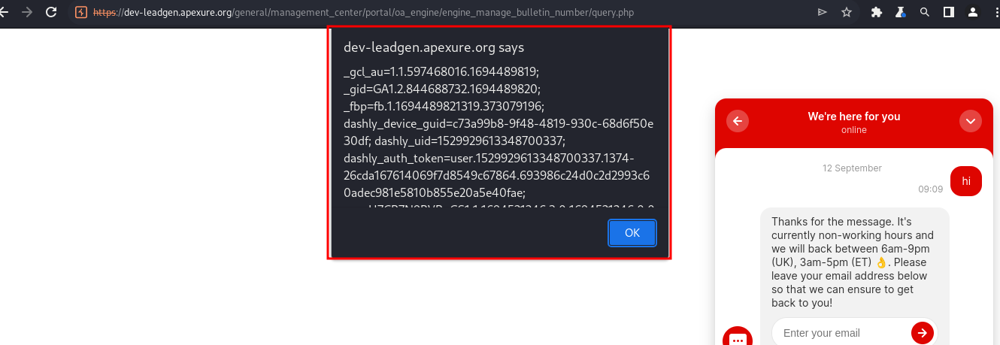 https://dev-leadgen.apexure.org/general/management_center/portal/oa_engine/engine_manage_bulletin_number/query.php
dev-leadgen.apexure.org says
_gcl_au=1.1.597468016.1694489819;
_gid=GA1.2.844688732.1694489820;
_fbp=fb.1.1694489821319.373079196;
dashly_device_guid=c73a99b8-9f48-4819-930c-68d6f50e
30df; dashly_uid=1529929613348700337;
dashly_auth_token=user.1529929613348700337.1374-
26cda167614069f7d8549c67864.693986c24d0c2d2993c6
0adec981e5810b855e20a5e40fae;
OK
We're here for you
online
12 September
09:09
hi
Thanks for the message. It's
currently non-working hours and
we will back between 6am-9pm
(UK), 3am-5pm (ET) 👌. Please
leave your email address below
so that we can ensure to get
back to you!
Enter your email